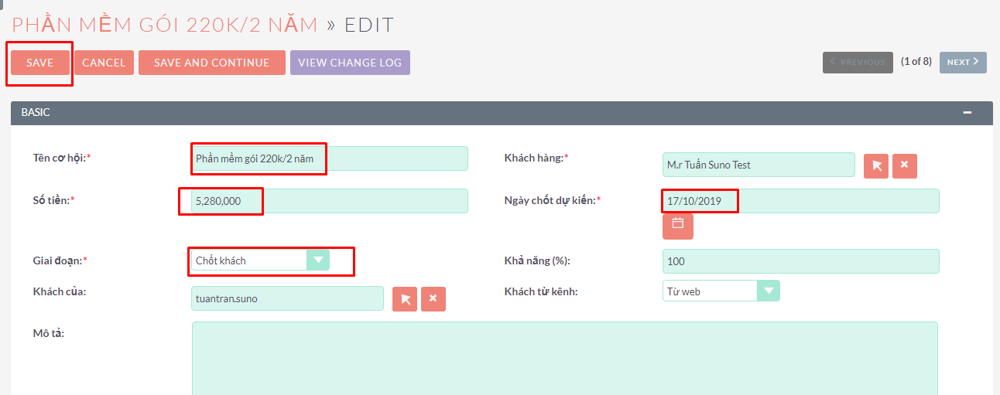 PHẦN MỀM GÓI 220K/2 NĂM » EDIT
SAVE CANCEL SAVE AND CONTINUE VIEW CHANGE LOG PREVIOUS (1 of 8) NEXT
BASIC
Tên cơ hội:* Phần mềm gói 220k/2 năm Khách hàng:* M.r Tuấn Suno Test
Số tiền:* 5,280,000 Ngày chốt dự kiến:* 17/10/2019
Giai đoạn:* Chốt khách Khả năng (%): 100
Khách của: tuantran.suno Khách từ kênh: Từ web
Mô tả: